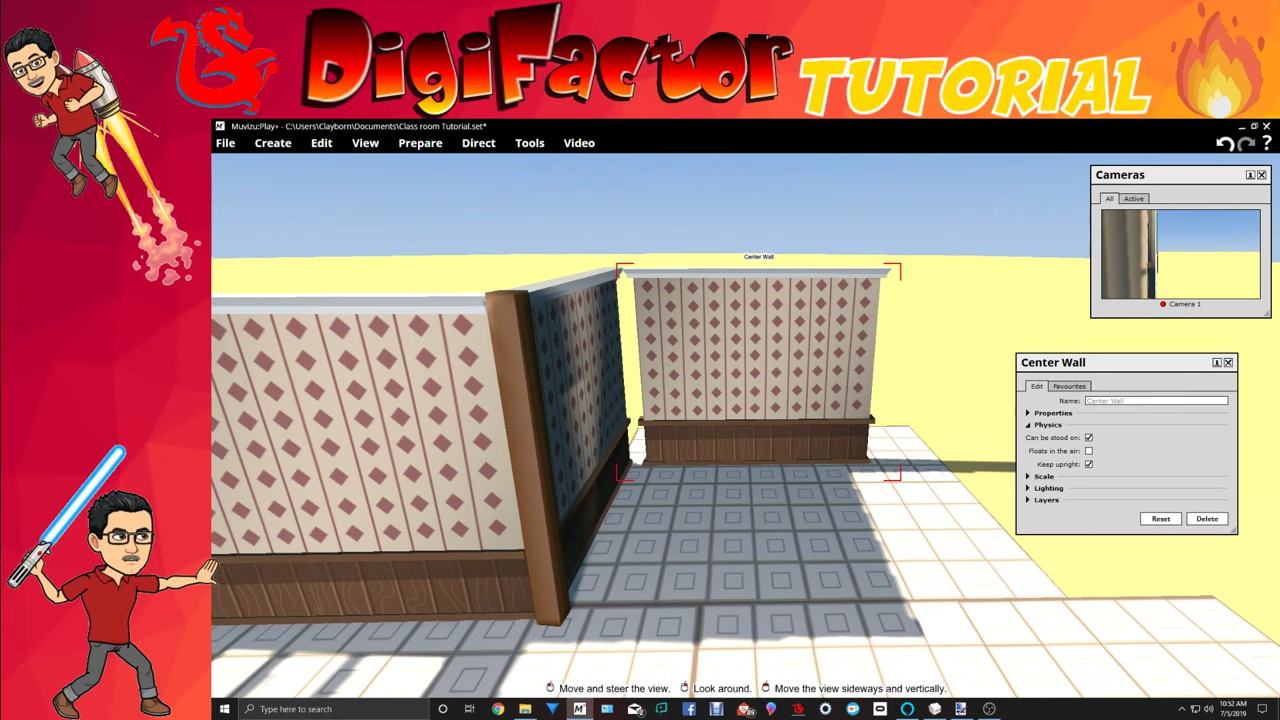 DigiFactor TUTORIAL
Muvizu:Play+ - C:\Users\Clayborn\Documents\Class room Tutorial.set*
File Create Edit View Prepare Direct Tools Video ?
Cameras
All Active
Camera 1
Center Wall
Center Wall
Edit Favourites
Name: Center Wall
Properties
Physics
Can be stood on:
Floats in the air:
Keep upright:
Scale
Lighting
Layers
Reset Delete
Move and steer the view. Look around. Move the view sideways and vertically.
Type here to search
10:52 AM
7/5/2019